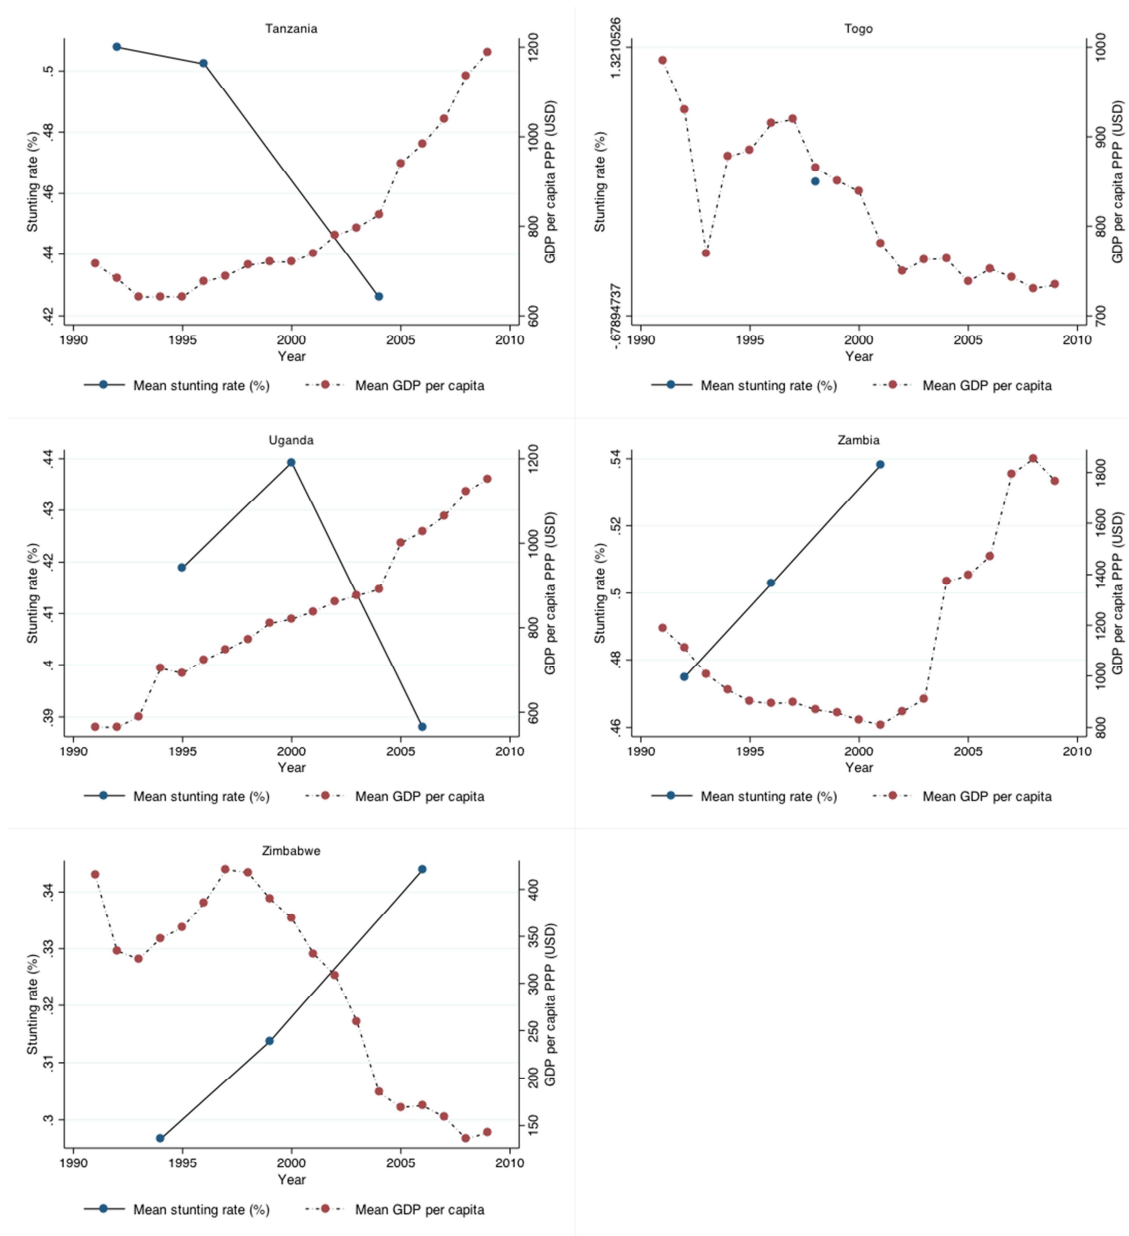 Tanzania
Stunting rate (%)
.5
.48
.46
.44
.42
1200
1000
800
600
GDP per capita PPP (USD)
1990 1995 2000 2005 2010
Year
Mean stunting rate (%) Mean GDP per capita
Togo
Stunting rate (%)
1.3210526
-.67894737
1000
900
800
700
GDP per capita PPP (USD)
1990 1995 2000 2005 2010
Year
Mean stunting rate (%) Mean GDP per capita
Uganda
Stunting rate (%)
.44
.43
.42
.41
.4
.39
1200
1000
800
600
GDP per capita PPP (USD)
1990 1995 2000 2005 2010
Year
Mean stunting rate (%) Mean GDP per capita
Zambia
Stunting rate (%)
.54
.52
.5
.48
.46
1800
1600
1400
1200
1000
800
GDP per capita PPP (USD)
1990 1995 2000 2005 2010
Year
Mean stunting rate (%) Mean GDP per capita
Zimbabwe
Stunting rate (%)
.34
.33
.32
.31
.3
400
350
300
250
200
150
GDP per capita PPP (USD)
1990 1995 2000 2005 2010
Year
Mean stunting rate (%) Mean GDP per capita